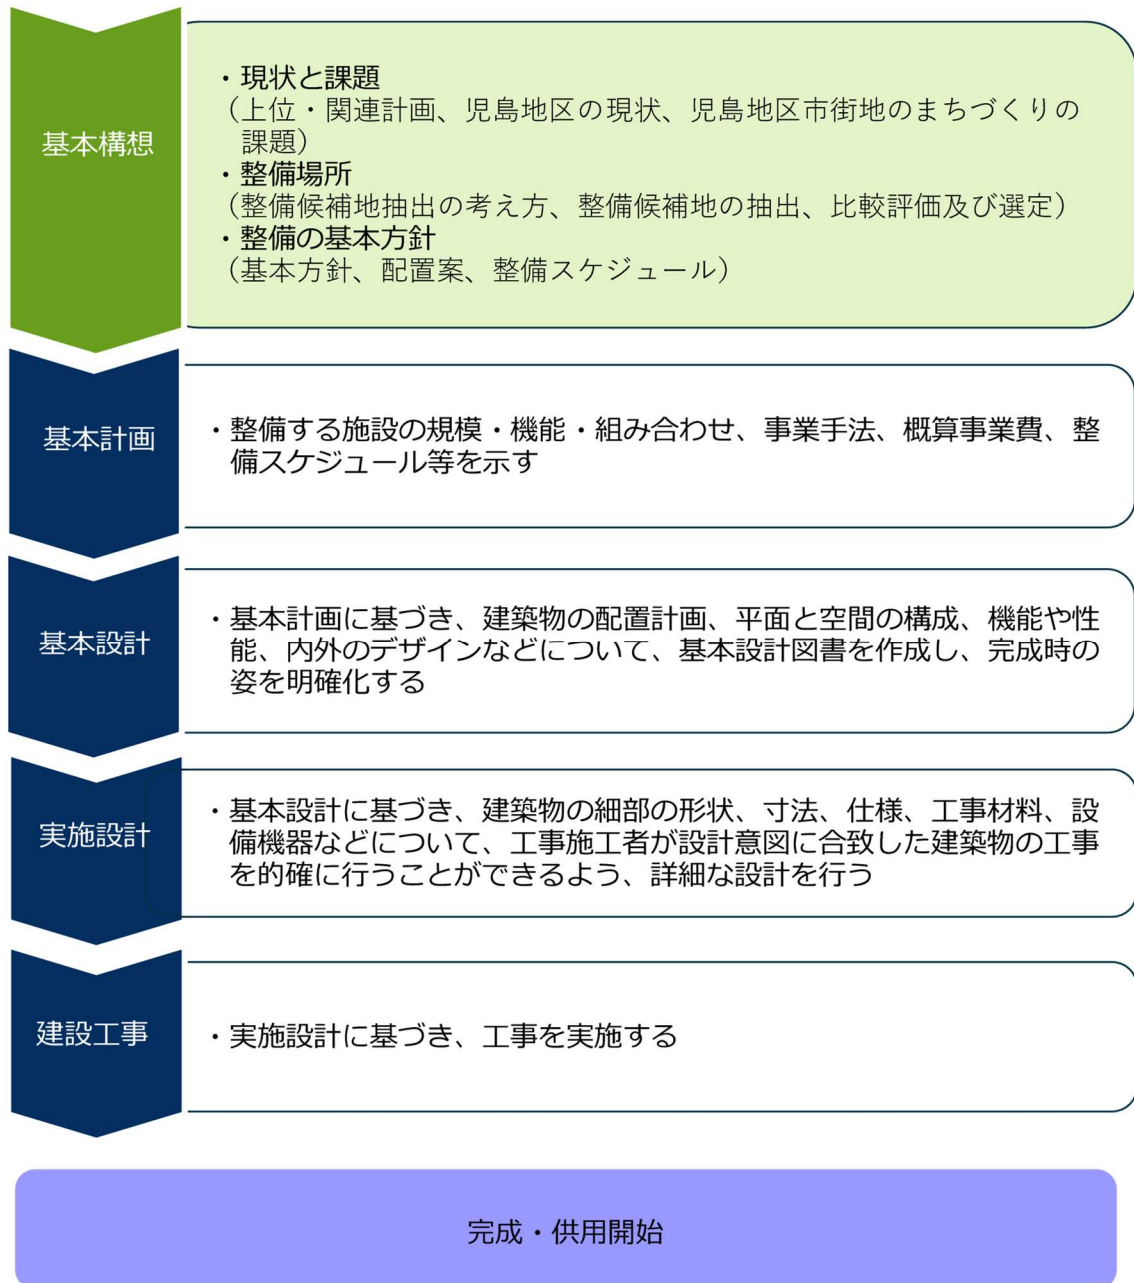 基本構想
・現状と課題
（上位・関連計画、児島地区の現状、児島地区市街地のまちづくりの
課題）
・整備場所
（整備候補地抽出の考え方、整備候補地の抽出、比較評価及び選定）
・整備の基本方針
（基本方針、配置案、整備スケジュール）
基本計画
・整備する施設の規模・機能・組み合わせ、事業手法、概算事業費、整
備スケジュール等を示す
基本設計
・基本計画に基づき、建築物の配置計画、平面と空間の構成、機能や性
能、内外のデザインなどについて、基本設計図書を作成し、完成時の
姿を明確化する
実施設計
・基本設計に基づき、建築物の細部の形状、寸法、仕様、工事材料、設
備機器などについて、工事施工者が設計意図に合致した建築物の工事
を的確に行うことができるよう、詳細な設計を行う
建設工事
・実施設計に基づき、工事を実施する
完成・供用開始